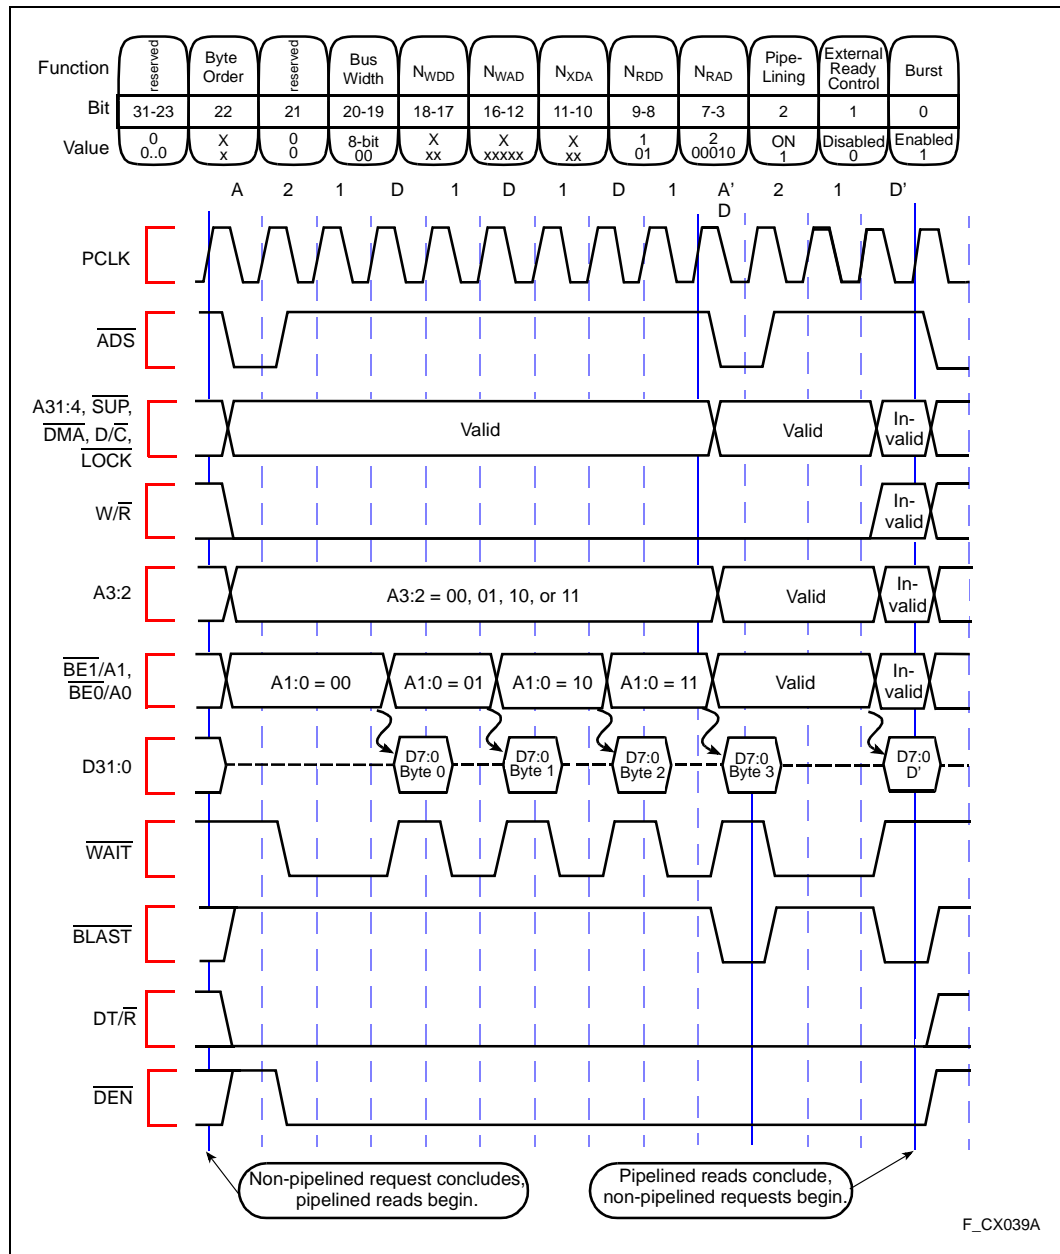 Function reserved Byte Order reserved Bus Width NWDD NWAD NXDA NRDD NRAD Pipe-Lining External Ready Control Burst
Bit 31-23 22 21 20-19 18-17 16-12 11-10 9-8 7-3 2 1 0
Value 0 X 0 8-bit X X X 1 2 ON Disabled Enabled
0..0 x 0 00 xx xxxxx xx 01 00010 1 0 1
A 2 1 D 1 D 1 D 1 A' 2 1 D'
D
PCLK
ADS
A31:4, SUP,
DMA, D/C,
LOCK
Valid Valid In-
valid
W/R In-
valid
A3:2 A3:2 = 00, 01, 10, or 11 Valid In-
valid
BE1/A1,
BE0/A0
A1:0 = 00 A1:0 = 01 A1:0 = 10 A1:0 = 11 Valid In-
valid
D31:0 D7:0 D7:0 D7:0 D7:0 D7:0
Byte 0 Byte 1 Byte 2 Byte 3 D'
WAIT
BLAST
DT/R
DEN
Non-pipelined request concludes,
pipelined reads begin.
Pipelined reads conclude,
non-pipelined requests begin.
F_CX039A